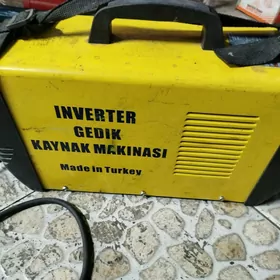 INVERTER
GEDIK
KAYNAK MAKINASI
Made in Turkey